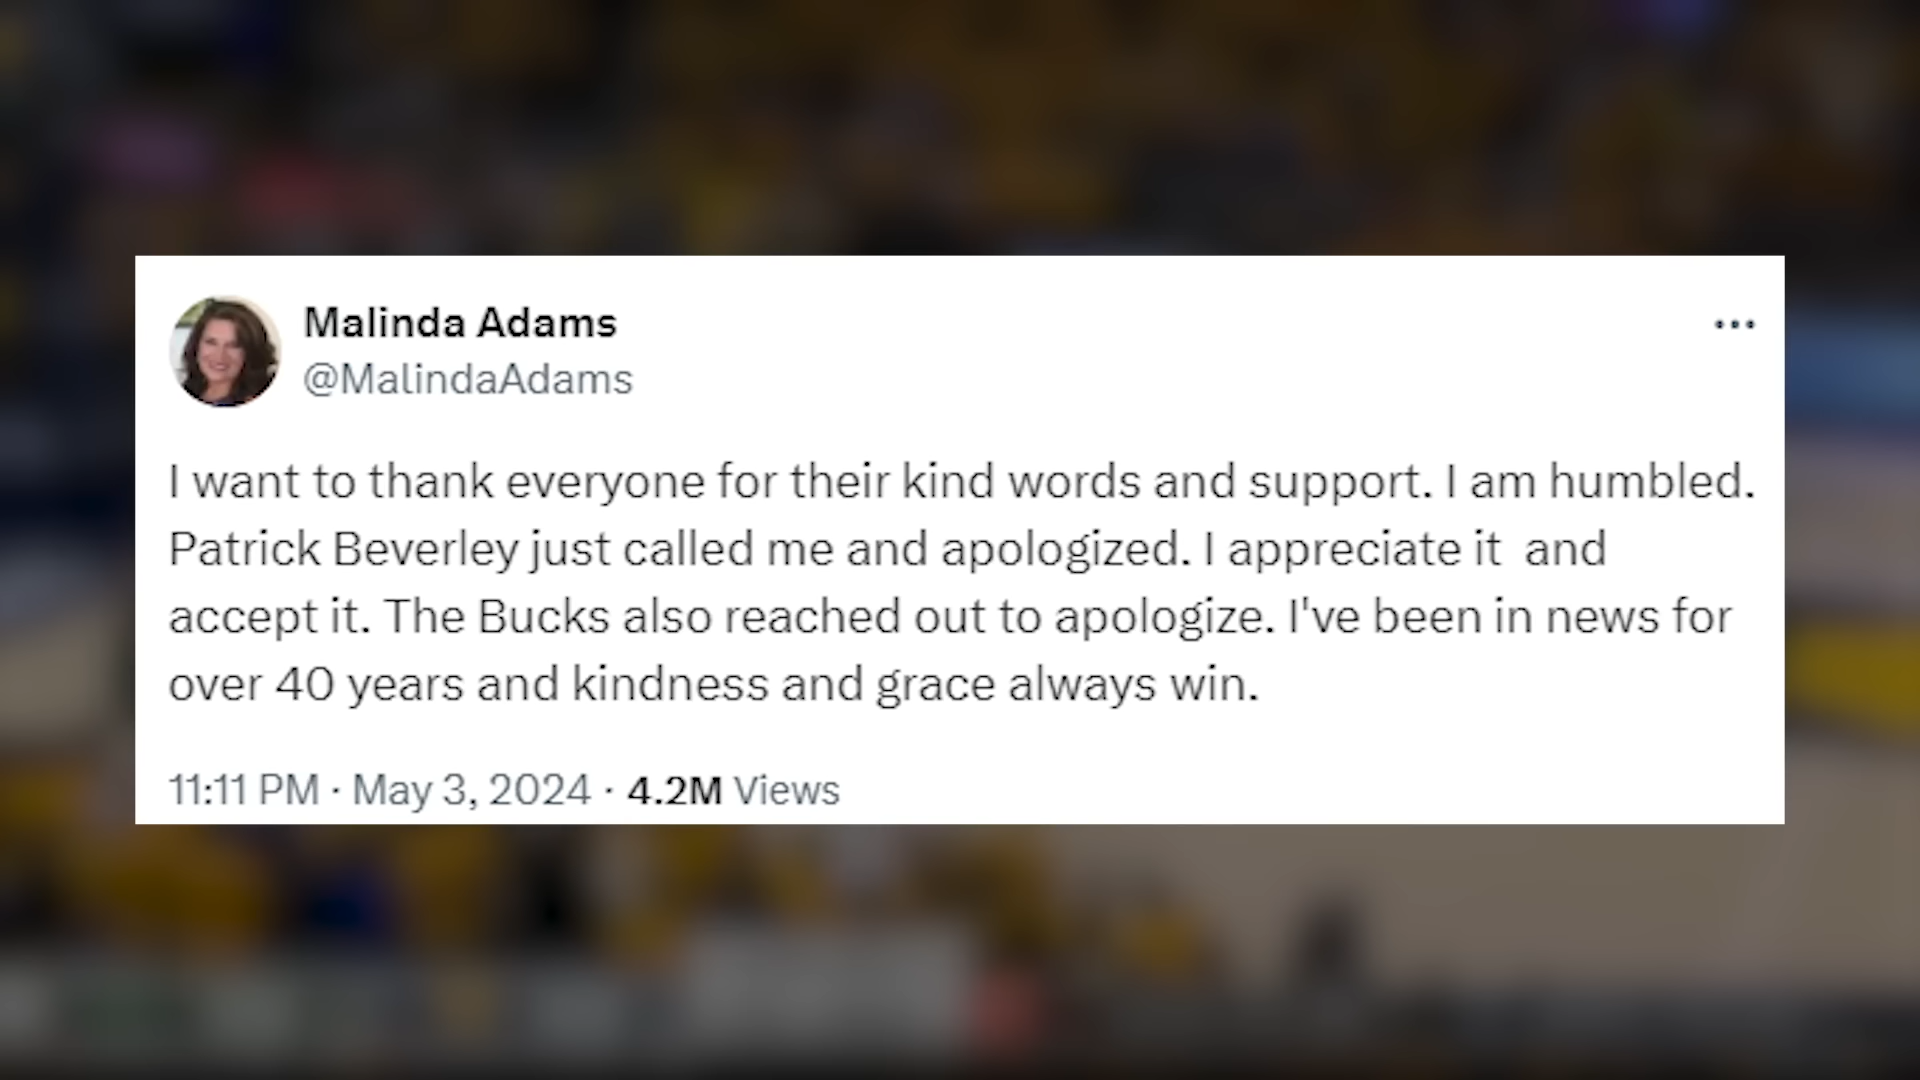 Malinda Adams
@MalindaAdams
I want to thank everyone for their kind words and support. I am humbled.
Patrick Beverley just called me and apologized. I appreciate it  and
accept it. The Bucks also reached out to apologize. I've been in news for
over 40 years and kindness and grace always win.
11:11 PM · May 3, 2024 · 4.2M Views